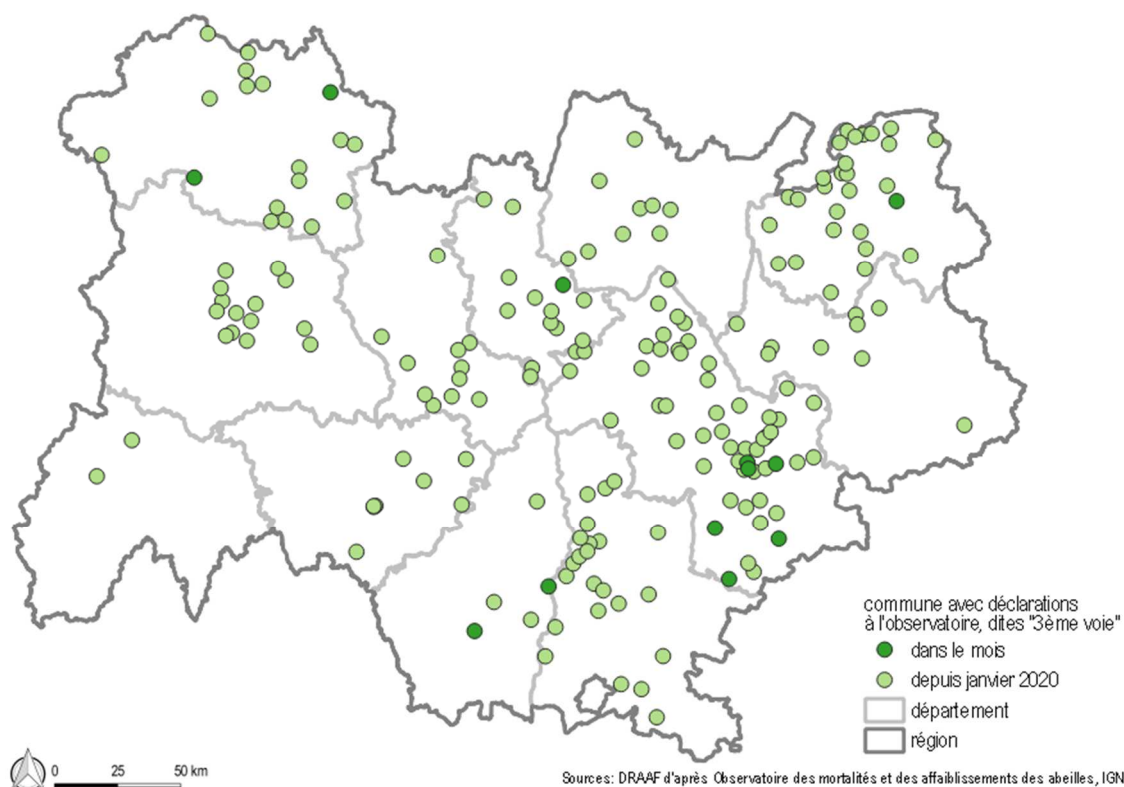 commune avec déclarations
à l'observatoire, dites "3ème voie"
dans le mois
depuis janvier 2020
département
région
0 25 50 km
Sources: DRAAF d'après Observatoire des mortalités et des affaiblissements des abeilles, IGN